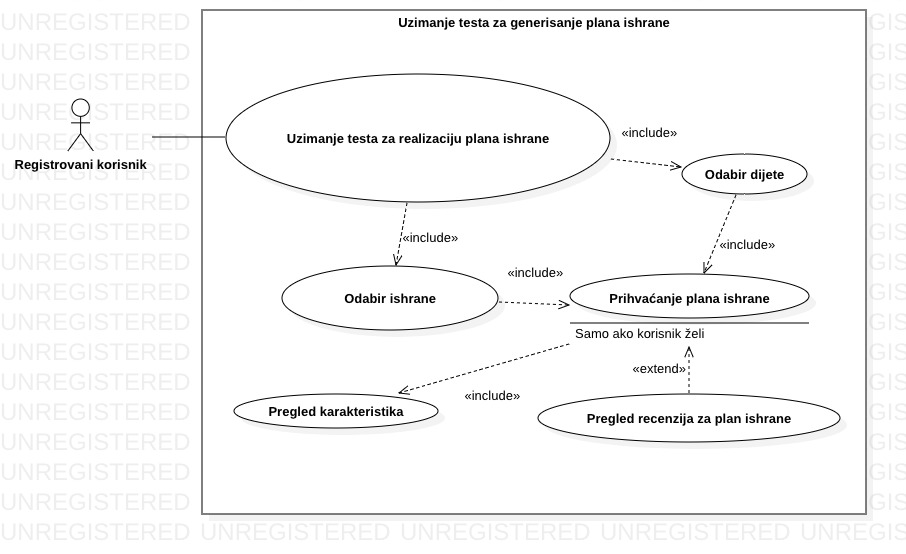 Uzimanje testa za generisanje plana ishrane
«include»
Uzimanje testa za realizaciju plana ishrane
Registrovani korisnik
Odabir dijete
«include»
«include»
«include»
Odabir ishrane
Prihvaćanje plana ishrane
Samo ako korisnik želi
«extend»
«include»
Pregled karakteristika
Pregled recenzija za plan ishrane
UNREGISTERED UNREGISTERED UNREGISTERED UNREGISTERED UNREGIS